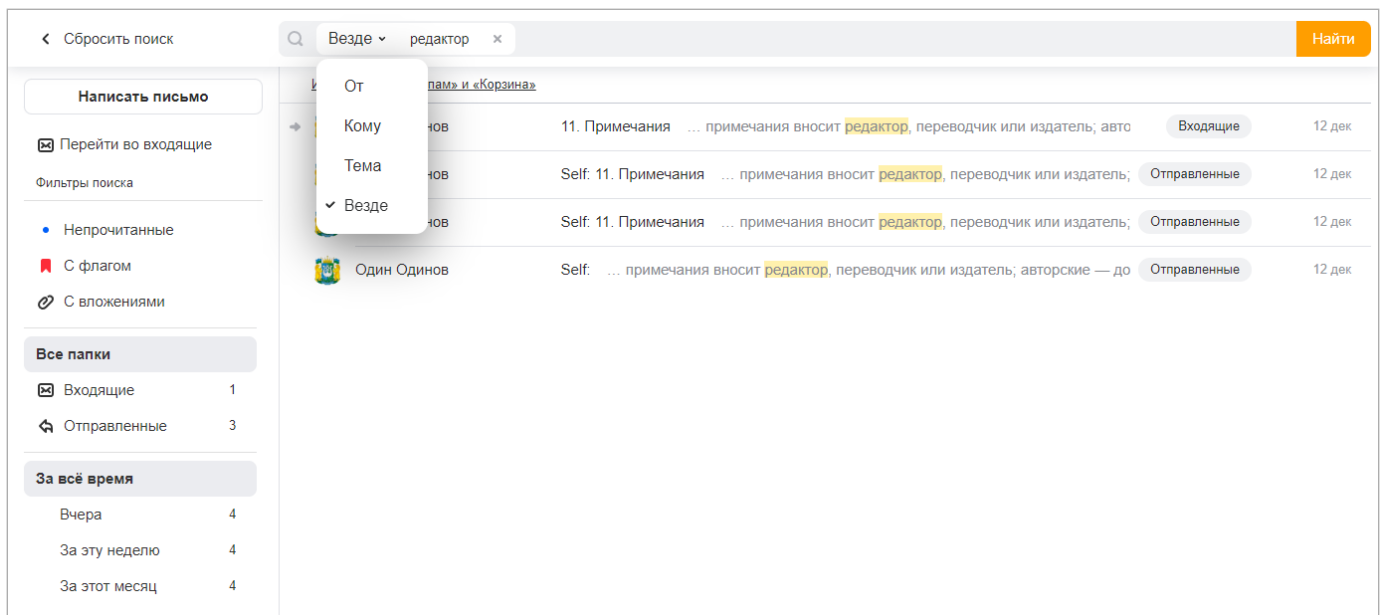 Сбросить поиск
Везде редактор ×
Найти
Написать письмо
Перейти во входящие
Фильтры поиска
Непрочитанные
С флагом
С вложениями
Все папки
Входящие 1
Отправленные 3
За всё время
Вчера 4
За эту неделю 4
За этот месяц 4
От
Кому
Тема
Везде
и «Корзина»
11. Примечания … примечания вносит редактор, переводчик или издатель; авто Входящие 12 дек
Self: 11. Примечания … примечания вносит редактор, переводчик или издатель; Отправленные 12 дек
Self: 11. Примечания … примечания вносит редактор, переводчик или издатель; Отправленные 12 дек
Один Одинов Self: … примечания вносит редактор, переводчик или издатель; авторские — до Отправленные 12 дек